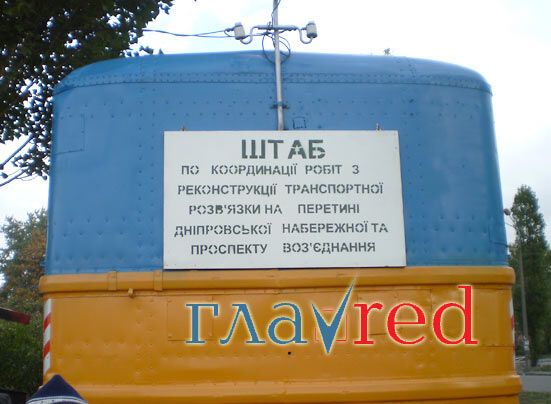 ШТАБ
ПО КООРДИНАЦІЇ РОБІТ З
РЕКОНСТРУКЦІЇ ТРАНСПОРТНОЇ
РОЗВ'ЯЗКИ НА ПЕРЕТИНІ
ДНІПРОВСЬКОЇ НАБЕРЕЖНОЇ ТА
ПРОСПЕКТУ ВОЗ'ЄДНАННЯ
главred